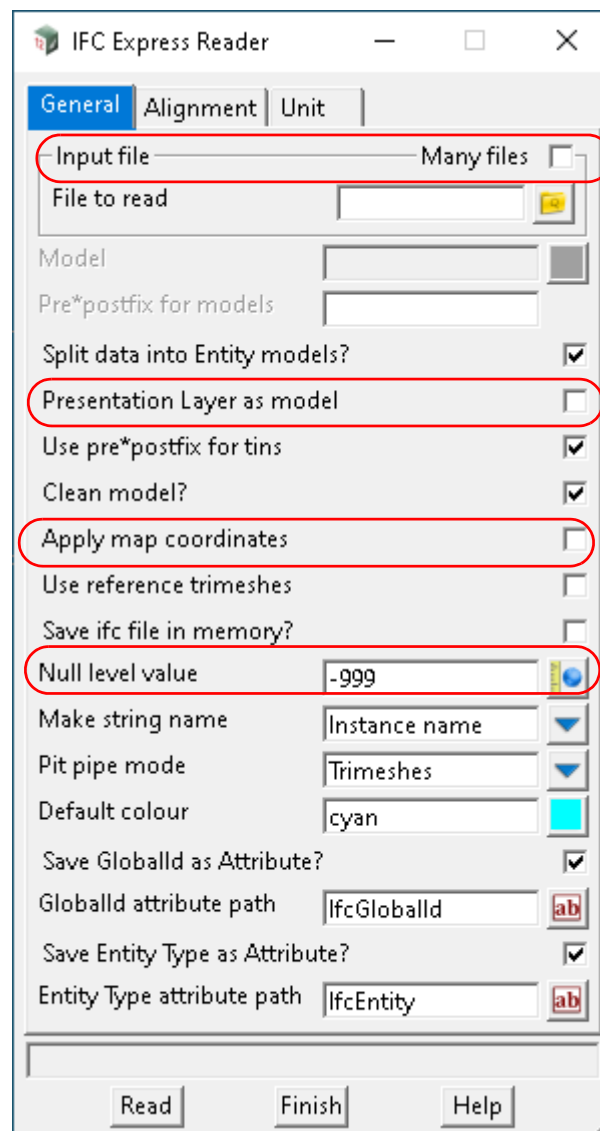 IFC Express Reader
General Alignment Unit
Input file Many files
File to read
Model
Pre*postfix for models
Split data into Entity models?
Presentation Layer as model
Use pre*postfix for tins
Clean model?
Apply map coordinates
Use reference trimeshes
Save ifc file in memory?
Null level value -999
Make string name Instance name
Pit pipe mode Trimeshes
Default colour cyan
Save GlobalId as Attribute?
GlobalId attribute path IfcGlobalId ab
Save Entity Type as Attribute?
Entity Type attribute path IfcEntity ab
Read Finish Help